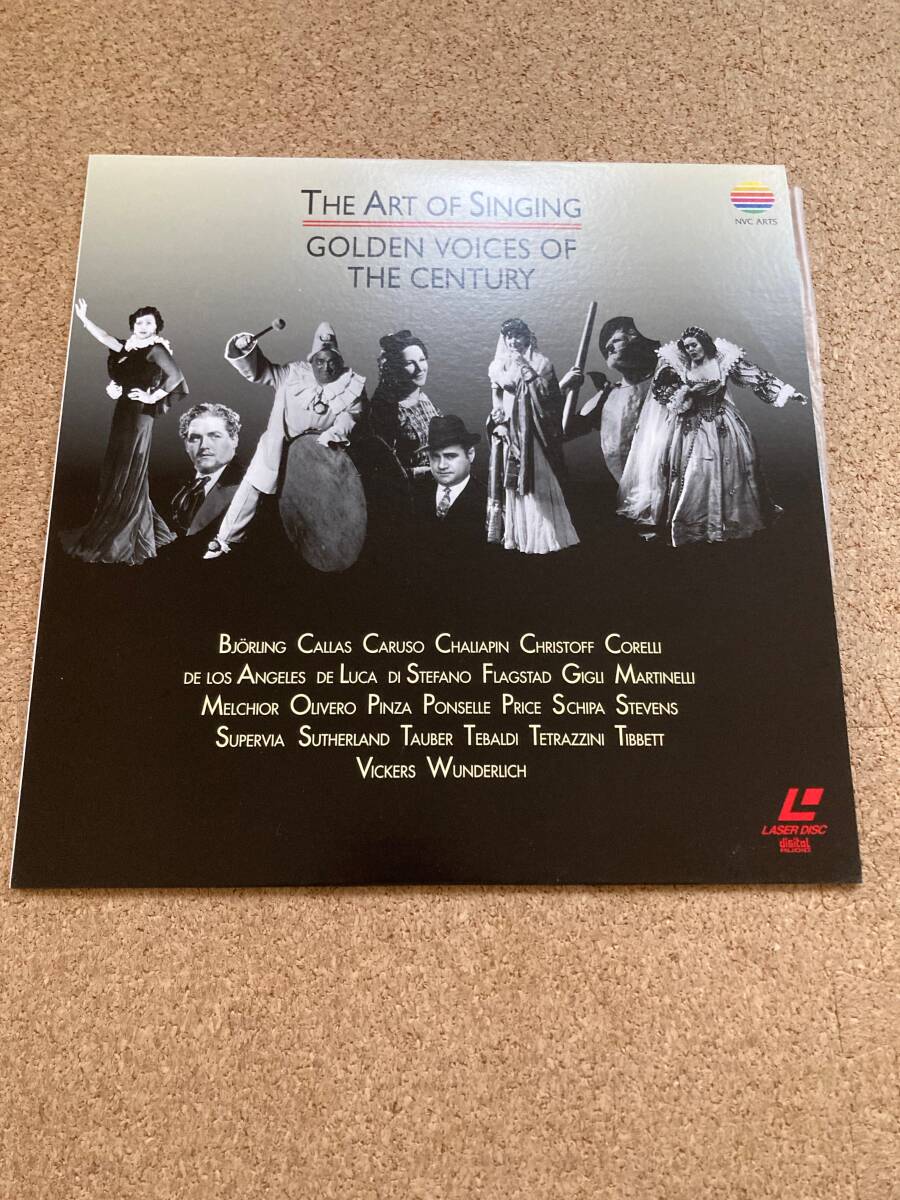 THE ART OF SINGING
GOLDEN VOICES OF
THE CENTURY
NVC ARTS
BJÖRLING CALLAS CARUSO CHALIAPIN CHRISTOFF CORELLI
DE LOS ANGELES DE LUCA DI STEFANO FLAGSTAD GIGLI MARTINELLI
MELCHIOR OLIVERO PINZA PONSELLE PRICE SCHIPA STEVENS
SUPERVIA SUTHERLAND TAUBER TEBALDI TETRAZZINI TIBBETT
VICKERS WUNDERLICH
LASER DISC
digital
AUDIO